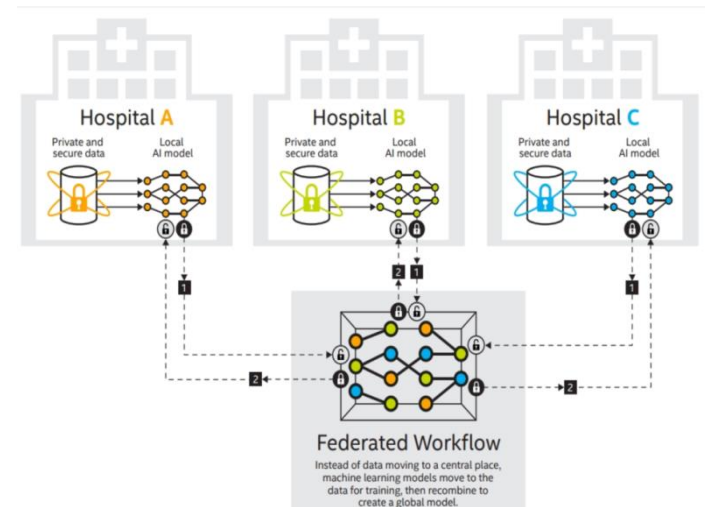 Hospital A
Private and
secure data
Local
AI model
Hospital B
Private and
secure data
Local
AI model
Hospital C
Private and
secure data
Local
AI model
2
1
1
1
2
2
Federated Workflow
Instead of data moving to a central place,
machine learning models move to the
data for training, then recombine to
create a global model.